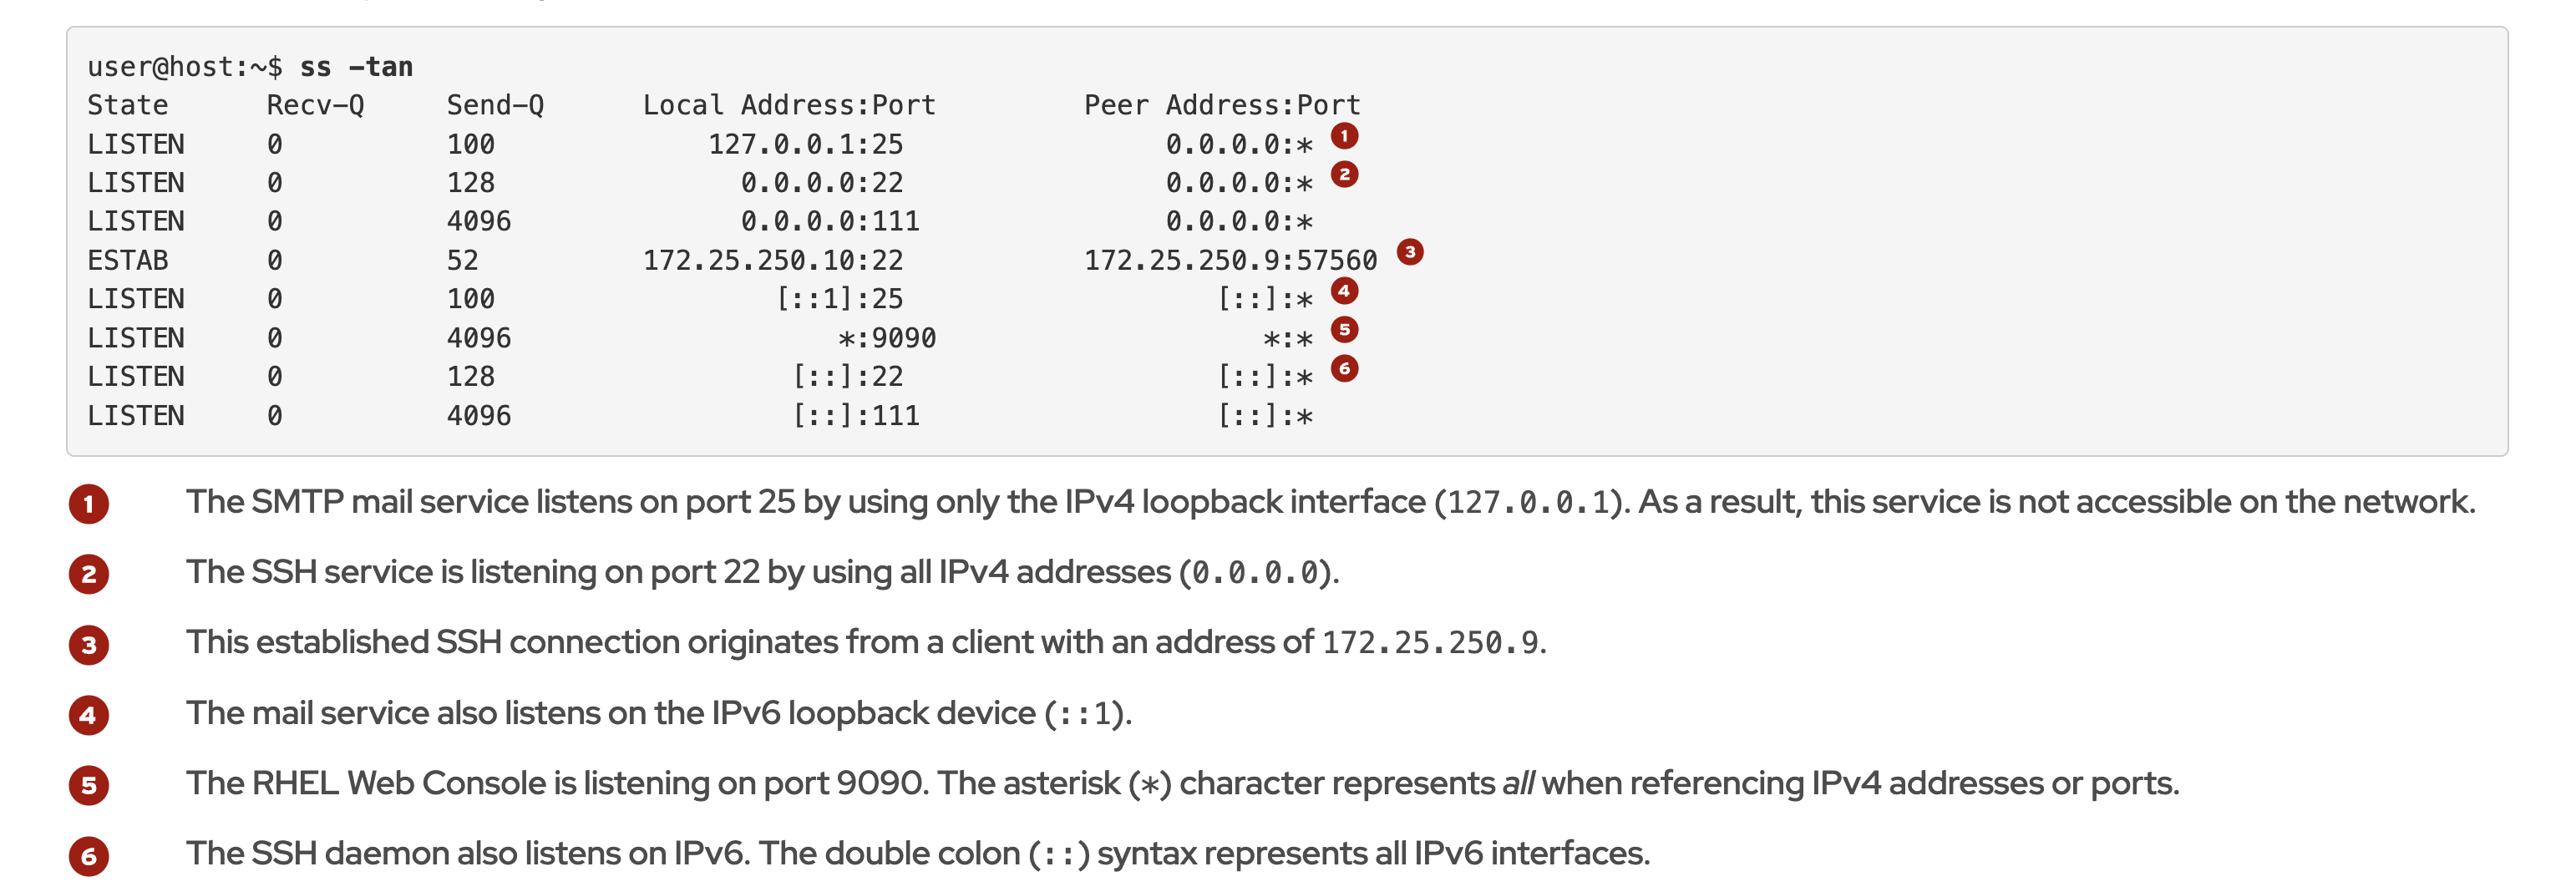 user@host:~$ ss -tan
State      Recv-Q     Send-Q      Local Address:Port         Peer Address:Port
LISTEN     0          100             127.0.0.1:25                0.0.0.0:* 1
LISTEN     0          128               0.0.0.0:22                0.0.0.0:* 2
LISTEN     0          4096              0.0.0.0:111               0.0.0.0:*
ESTAB      0          52          172.25.250.10:22           172.25.250.9:57560 3
LISTEN     0          100                 [::1]:25                   [::]:* 4
LISTEN     0          4096                    *:9090                    *:* 5
LISTEN     0          128                  [::]:22                   [::]:* 6
LISTEN     0          4096                 [::]:111                  [::]:*
1 The SMTP mail service listens on port 25 by using only the IPv4 loopback interface (127.0.0.1). As a result, this service is not accessible on the network.
2 The SSH service is listening on port 22 by using all IPv4 addresses (0.0.0.0).
3 This established SSH connection originates from a client with an address of 172.25.250.9.
4 The mail service also listens on the IPv6 loopback device (::1).
5 The RHEL Web Console is listening on port 9090. The asterisk (*) character represents all when referencing IPv4 addresses or ports.
6 The SSH daemon also listens on IPv6. The double colon (::) syntax represents all IPv6 interfaces.